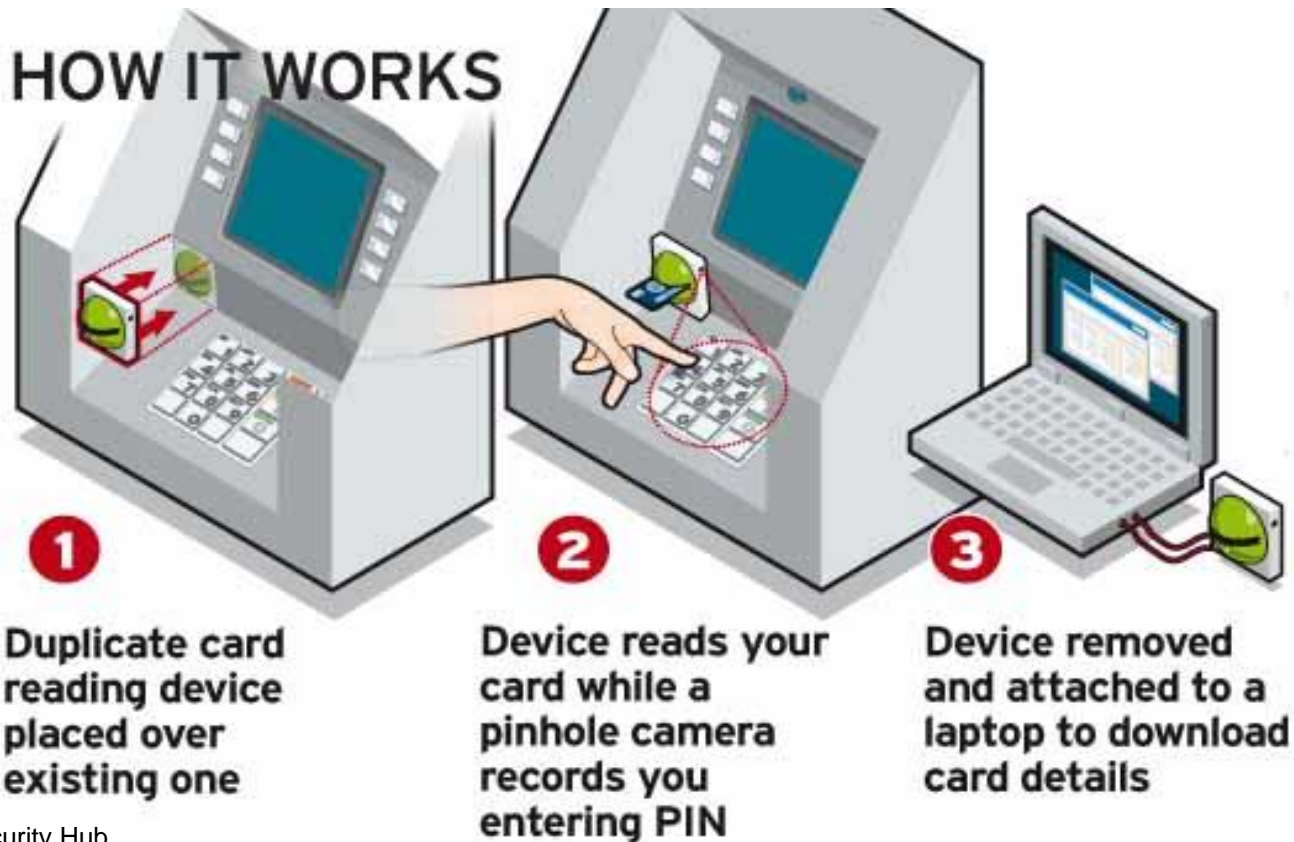 HOW IT WORKS
1
Duplicate card
reading device
placed over
existing one
2
Device reads your
card while a
pinhole camera
records you
entering PIN
3
Device removed
and attached to a
laptop to download
card details
Hub